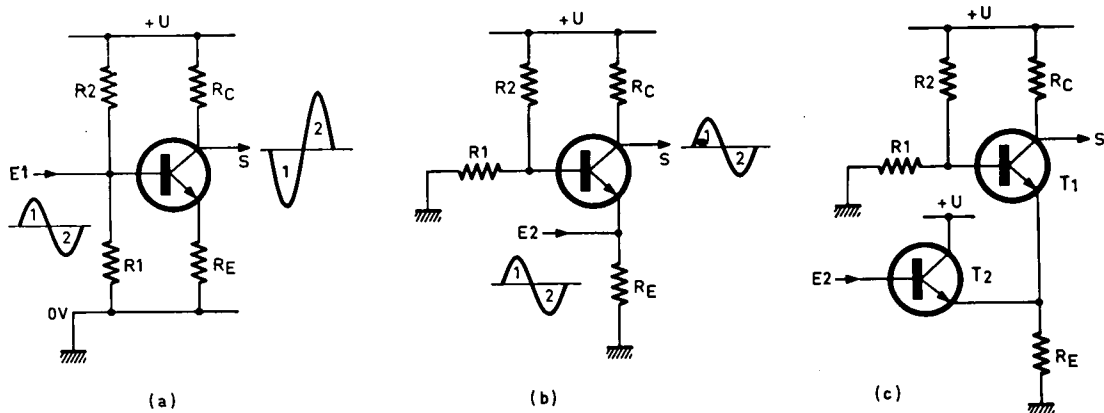 +U
R2
RC
E1
S
1
2
1
2
R1
RE
0V
(a)
+U
R2
RC
R1
S
1
2
E2
1
2
RE
(b)
+U
R2
RC
R1
S
T1
+U
E2
T2
RE
(c)